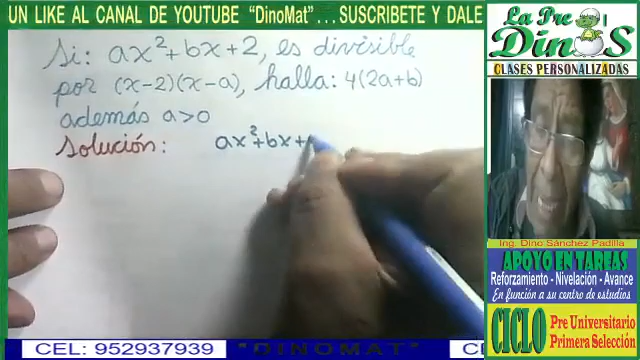 UN LIKE AL CANAL DE YOUTUBE "DinoMat"... SUSCRIBETE Y DALE
La Pre
DinoS
CLASES PERSONALIZADAS
Si: ax²+bx+2, es divisible
por (x-2)(x-a), halla: 4(2a+b)
además a>0
Solución: ax²+bx+
Ing. Dino Sánchez Padilla
APOYO EN TAREAS
Reforzamiento - Nivelación - Avance
En función a su centro de estudios
CICLO Pre Universitario
Primera Selección
CEL: 952937939 "DINOMAT" CE